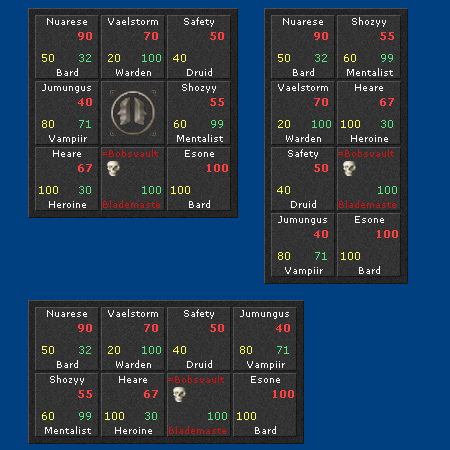 Nuarese Vaelstorm Safety
90 70 50
50 32 20 100 40
Bard Warden Druid
Jumungus Shozyy
40 55
80 71 60 99
Vampiir Mentalist
Heare =Bobsvault Esone
67 100
100 30 100 100
Heroine Blademaste Bard
Nuarese Shozyy
90 55
50 32 60 99
Bard Mentalist
Vaelstorm Heare
70 67
20 100 100 30
Warden Heroine
Safety =Bobsvault
50
40 100
Druid Blademaste
Jumungus Esone
40 100
80 71 100
Vampiir Bard
Nuarese Vaelstorm Safety Jumungus
90 70 50 40
50 32 20 100 40 80 71
Bard Warden Druid Vampiir
Shozyy Heare =Bobsvault Esone
55 67 100
60 99 100 30 100 100
Mentalist Heroine Blademaste Bard